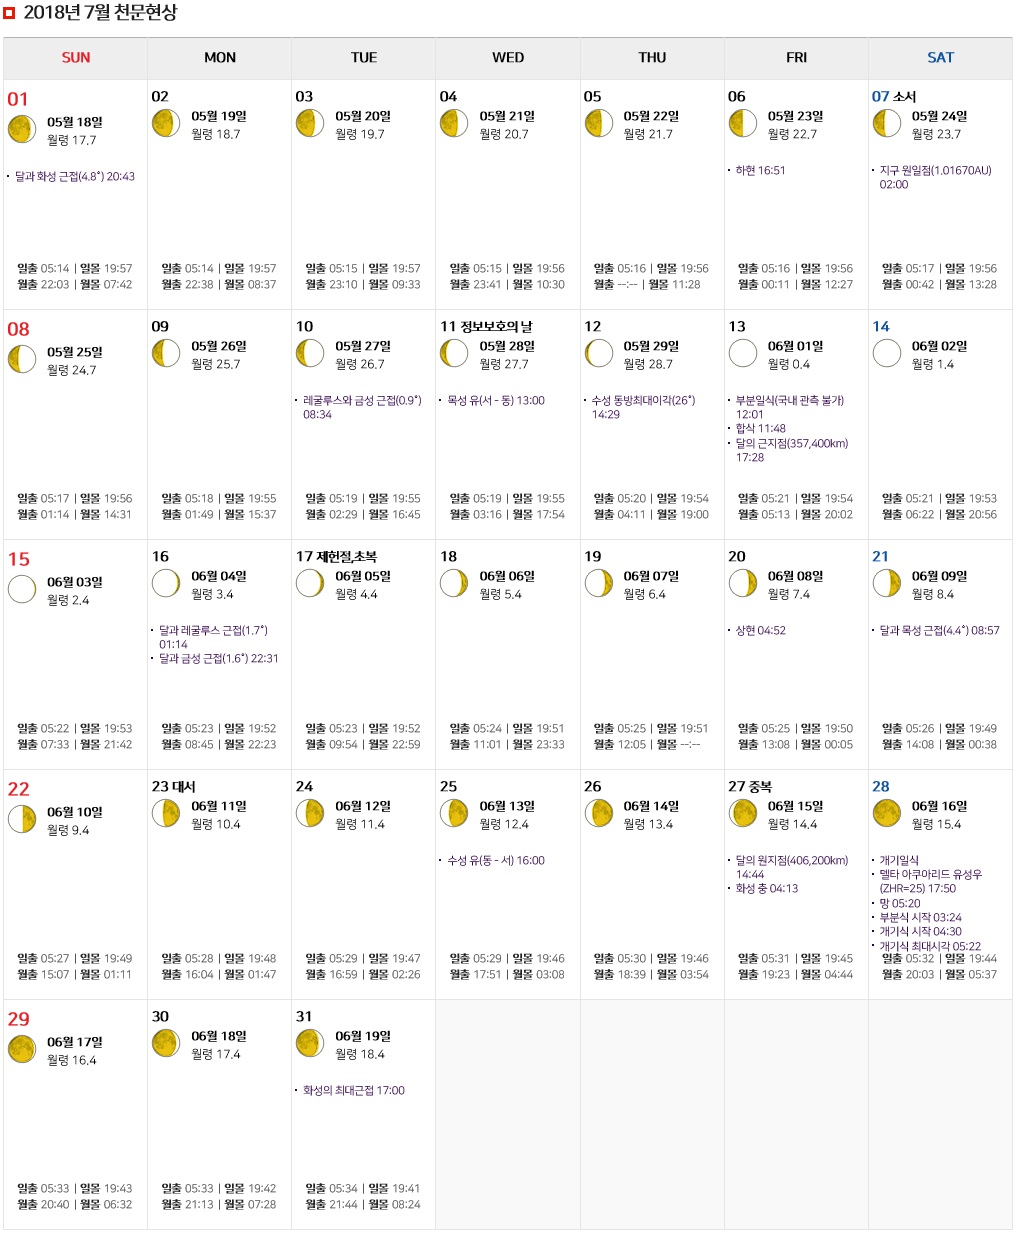 2018년 7월 천문현상
SUN MON TUE WED THU FRI SAT
01
05월 18일
월령 17.7
달과 화성 근접(4.8˚) 20:43
일출 05:14 | 일몰 19:57
월출 22:03 | 월몰 07:42
02
05월 19일
월령 18.7
일출 05:14 | 일몰 19:57
월출 22:38 | 월몰 08:37
03
05월 20일
월령 19.7
일출 05:15 | 일몰 19:57
월출 23:10 | 월몰 09:33
04
05월 21일
월령 20.7
일출 05:15 | 일몰 19:56
월출 23:41 | 월몰 10:30
05
05월 22일
월령 21.7
일출 05:16 | 일몰 19:56
월출 --:-- | 월몰 11:28
06
05월 23일
월령 22.7
하현 16:51
일출 05:16 | 일몰 19:56
월출 00:11 | 월몰 12:27
07 소서
05월 24일
월령 23.7
지구 원일점(1.01670AU)
02:00
일출 05:17 | 일몰 19:56
월출 00:42 | 월몰 13:28
08
05월 25일
월령 24.7
일출 05:17 | 일몰 19:56
월출 01:14 | 월몰 14:31
09
05월 26일
월령 25.7
일출 05:18 | 일몰 19:55
월출 01:49 | 월몰 15:37
10
05월 27일
월령 26.7
레굴루스와 금성 근접(0.9˚)
08:34
일출 05:19 | 일몰 19:55
월출 02:29 | 월몰 16:45
11 정보보호의 날
05월 28일
월령 27.7
목성 유(서 - 동) 13:00
일출 05:19 | 일몰 19:55
월출 03:16 | 월몰 17:54
12
05월 29일
월령 28.7
수성 동방최대이각(26˚)
14:29
일출 05:20 | 일몰 19:54
월출 04:11 | 월몰 19:00
13
06월 01일
월령 0.4
부분일식(국내 관측 불가)
12:01
합삭 11:48
달의 근지점(357,400km)
17:28
일출 05:21 | 일몰 19:54
월출 05:13 | 월몰 20:02
14
06월 02일
월령 1.4
일출 05:21 | 일몰 19:53
월출 06:22 | 월몰 20:56
15
06월 03일
월령 2.4
일출 05:22 | 일몰 19:53
월출 07:33 | 월몰 21:42
16
06월 04일
월령 3.4
달과 레굴루스 근접(1.7˚)
01:14
달과 금성 근접(1.6˚) 22:31
일출 05:23 | 일몰 19:52
월출 08:45 | 월몰 22:23
17 제헌절,초복
06월 05일
월령 4.4
일출 05:23 | 일몰 19:52
월출 09:54 | 월몰 22:59
18
06월 06일
월령 5.4
일출 05:24 | 일몰 19:51
월출 11:01 | 월몰 23:33
19
06월 07일
월령 6.4
일출 05:25 | 일몰 19:51
월출 12:05 | 월몰 --:--
20
06월 08일
월령 7.4
상현 04:52
일출 05:25 | 일몰 19:50
월출 13:08 | 월몰 00:05
21
06월 09일
월령 8.4
달과 목성 근접(4.4˚) 08:57
일출 05:26 | 일몰 19:49
월출 14:08 | 월몰 00:38
22
06월 10일
월령 9.4
일출 05:27 | 일몰 19:49
월출 15:07 | 월몰 01:11
23 대서
06월 11일
월령 10.4
일출 05:28 | 일몰 19:48
월출 16:04 | 월몰 01:47
24
06월 12일
월령 11.4
일출 05:29 | 일몰 19:47
월출 16:59 | 월몰 02:26
25
06월 13일
월령 12.4
수성 유(동 - 서) 16:00
일출 05:29 | 일몰 19:46
월출 17:51 | 월몰 03:08
26
06월 14일
월령 13.4
일출 05:30 | 일몰 19:46
월출 18:39 | 월몰 03:54
27 중복
06월 15일
월령 14.4
달의 원지점(406,200km)
14:44
화성 충 04:13
일출 05:31 | 일몰 19:45
월출 19:23 | 월몰 04:44
28
06월 16일
월령 15.4
개기일식
델타 아쿠아리드 유성우
(ZHR=25) 17:50
망 05:20
부분식 시작 03:24
개기식 시작 04:30
개기식 최대시각 05:22
일출 05:32 | 일몰 19:44
월출 20:03 | 월몰 05:37
29
06월 17일
월령 16.4
일출 05:33 | 일몰 19:43
월출 20:40 | 월몰 06:32
30
06월 18일
월령 17.4
일출 05:33 | 일몰 19:42
월출 21:13 | 월몰 07:28
31
06월 19일
월령 18.4
화성의 최대근접 17:00
일출 05:34 | 일몰 19:41
월출 21:44 | 월몰 08:24